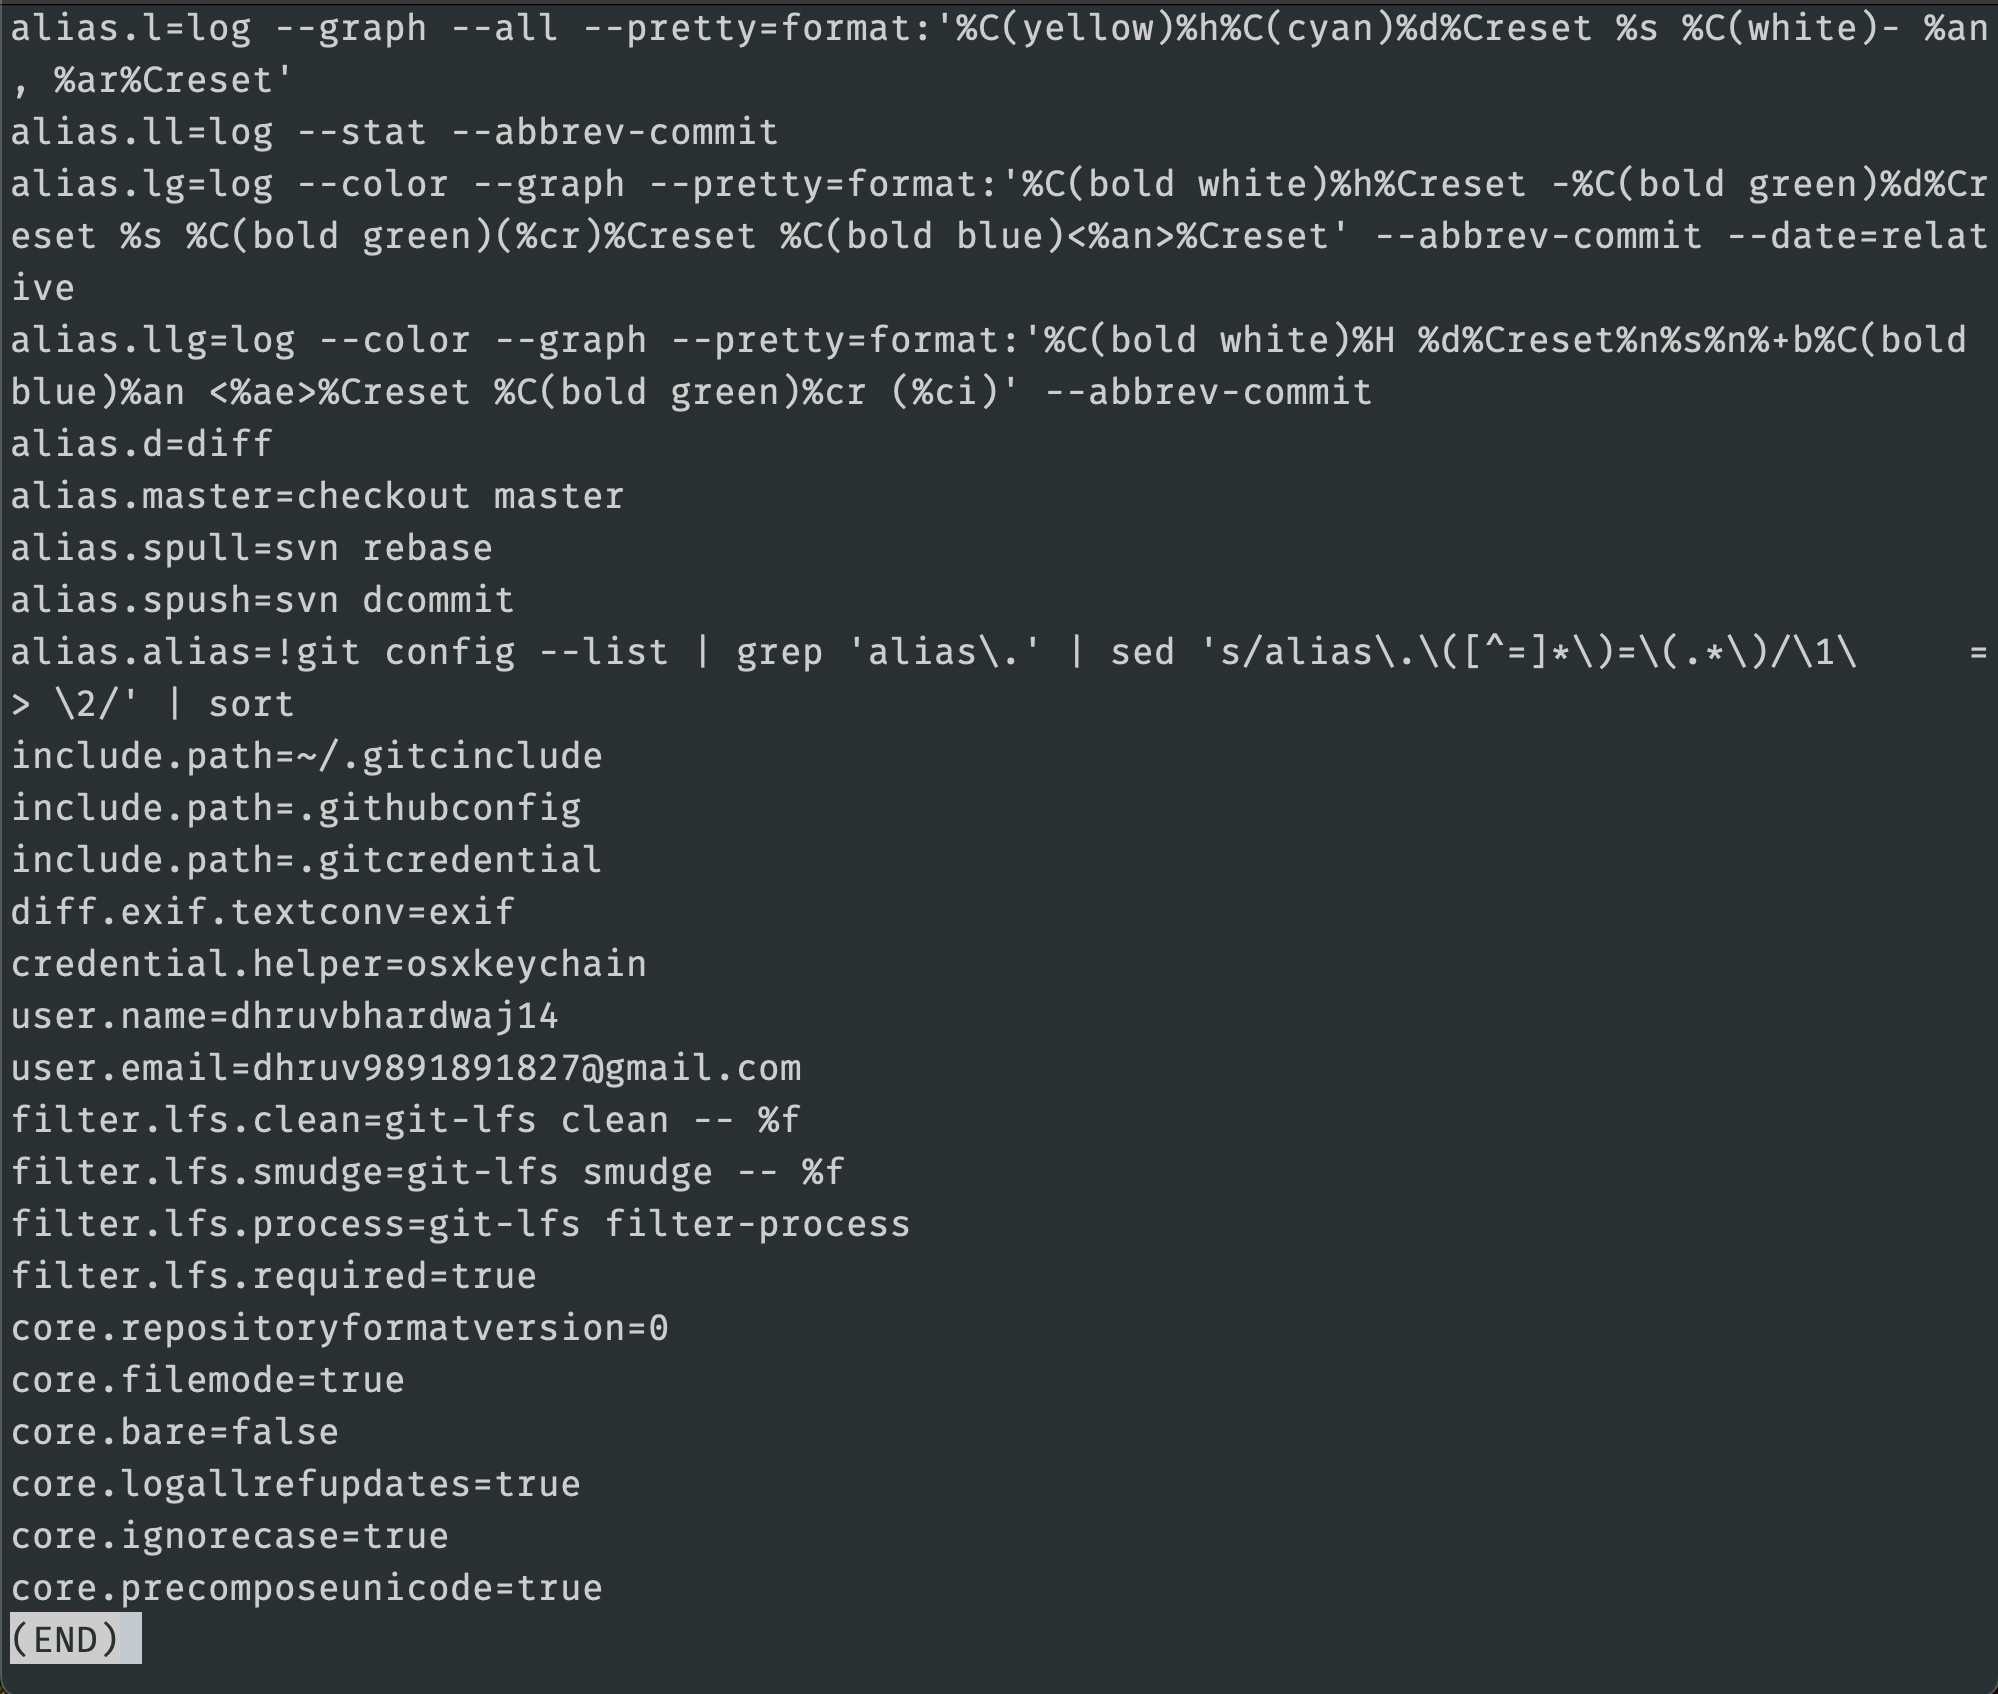 alias.l=log --graph --all --pretty=format:'%C(yellow)%h%C(cyan)%d%Creset %s %C(white)- %an
, %ar%Creset'
alias.ll=log --stat --abbrev-commit
alias.lg=log --color --graph --pretty=format:'%C(bold white)%h%Creset -%C(bold green)%d%Cr
eset %s %C(bold green)(%cr)%Creset %C(bold blue)<%an>%Creset' --abbrev-commit --date=relat
ive
alias.llg=log --color --graph --pretty=format:'%C(bold white)%H %d%Creset%n%s%n%+b%C(bold
blue)%an <%ae>%Creset %C(bold green)%cr (%ci)' --abbrev-commit
alias.d=diff
alias.master=checkout master
alias.spull=svn rebase
alias.spush=svn dcommit
alias.alias=!git config --list | grep 'alias\.' | sed 's/alias\.\([^=]*\)=\(.*\)/\1\     =
> \2/' | sort
include.path=~/.gitcinclude
include.path=.githubconfig
include.path=.gitcredential
diff.exif.textconv=exif
credential.helper=osxkeychain
user.name=dhruvbhardwaj14
user.email=dhruv9891891827@gmail.com
filter.lfs.clean=git-lfs clean -- %f
filter.lfs.smudge=git-lfs smudge -- %f
filter.lfs.process=git-lfs filter-process
filter.lfs.required=true
core.repositoryformatversion=0
core.filemode=true
core.bare=false
core.logallrefupdates=true
core.ignorecase=true
core.precomposeunicode=true
(END)